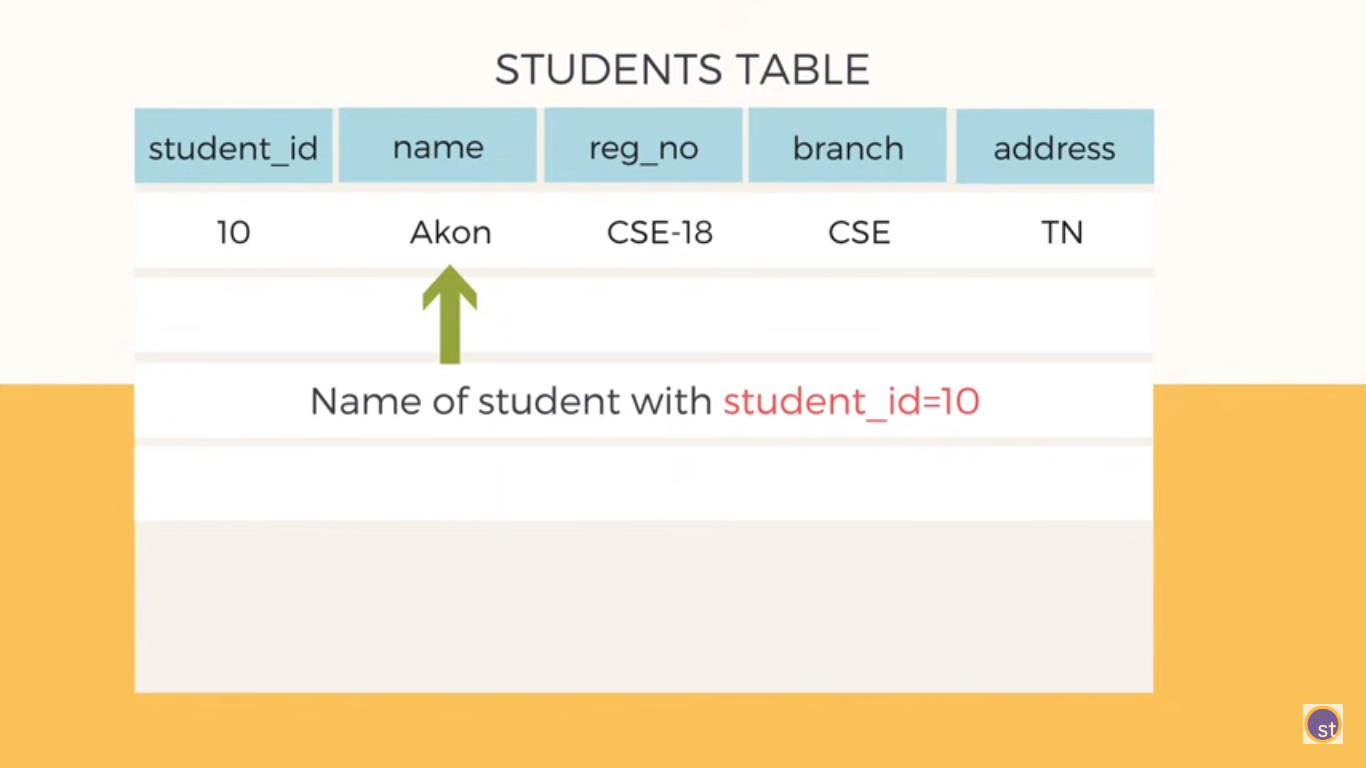 STUDENTS TABLE
student_id name reg_no branch address
10 Akon CSE-18 CSE TN
Name of student with student_id=10
st